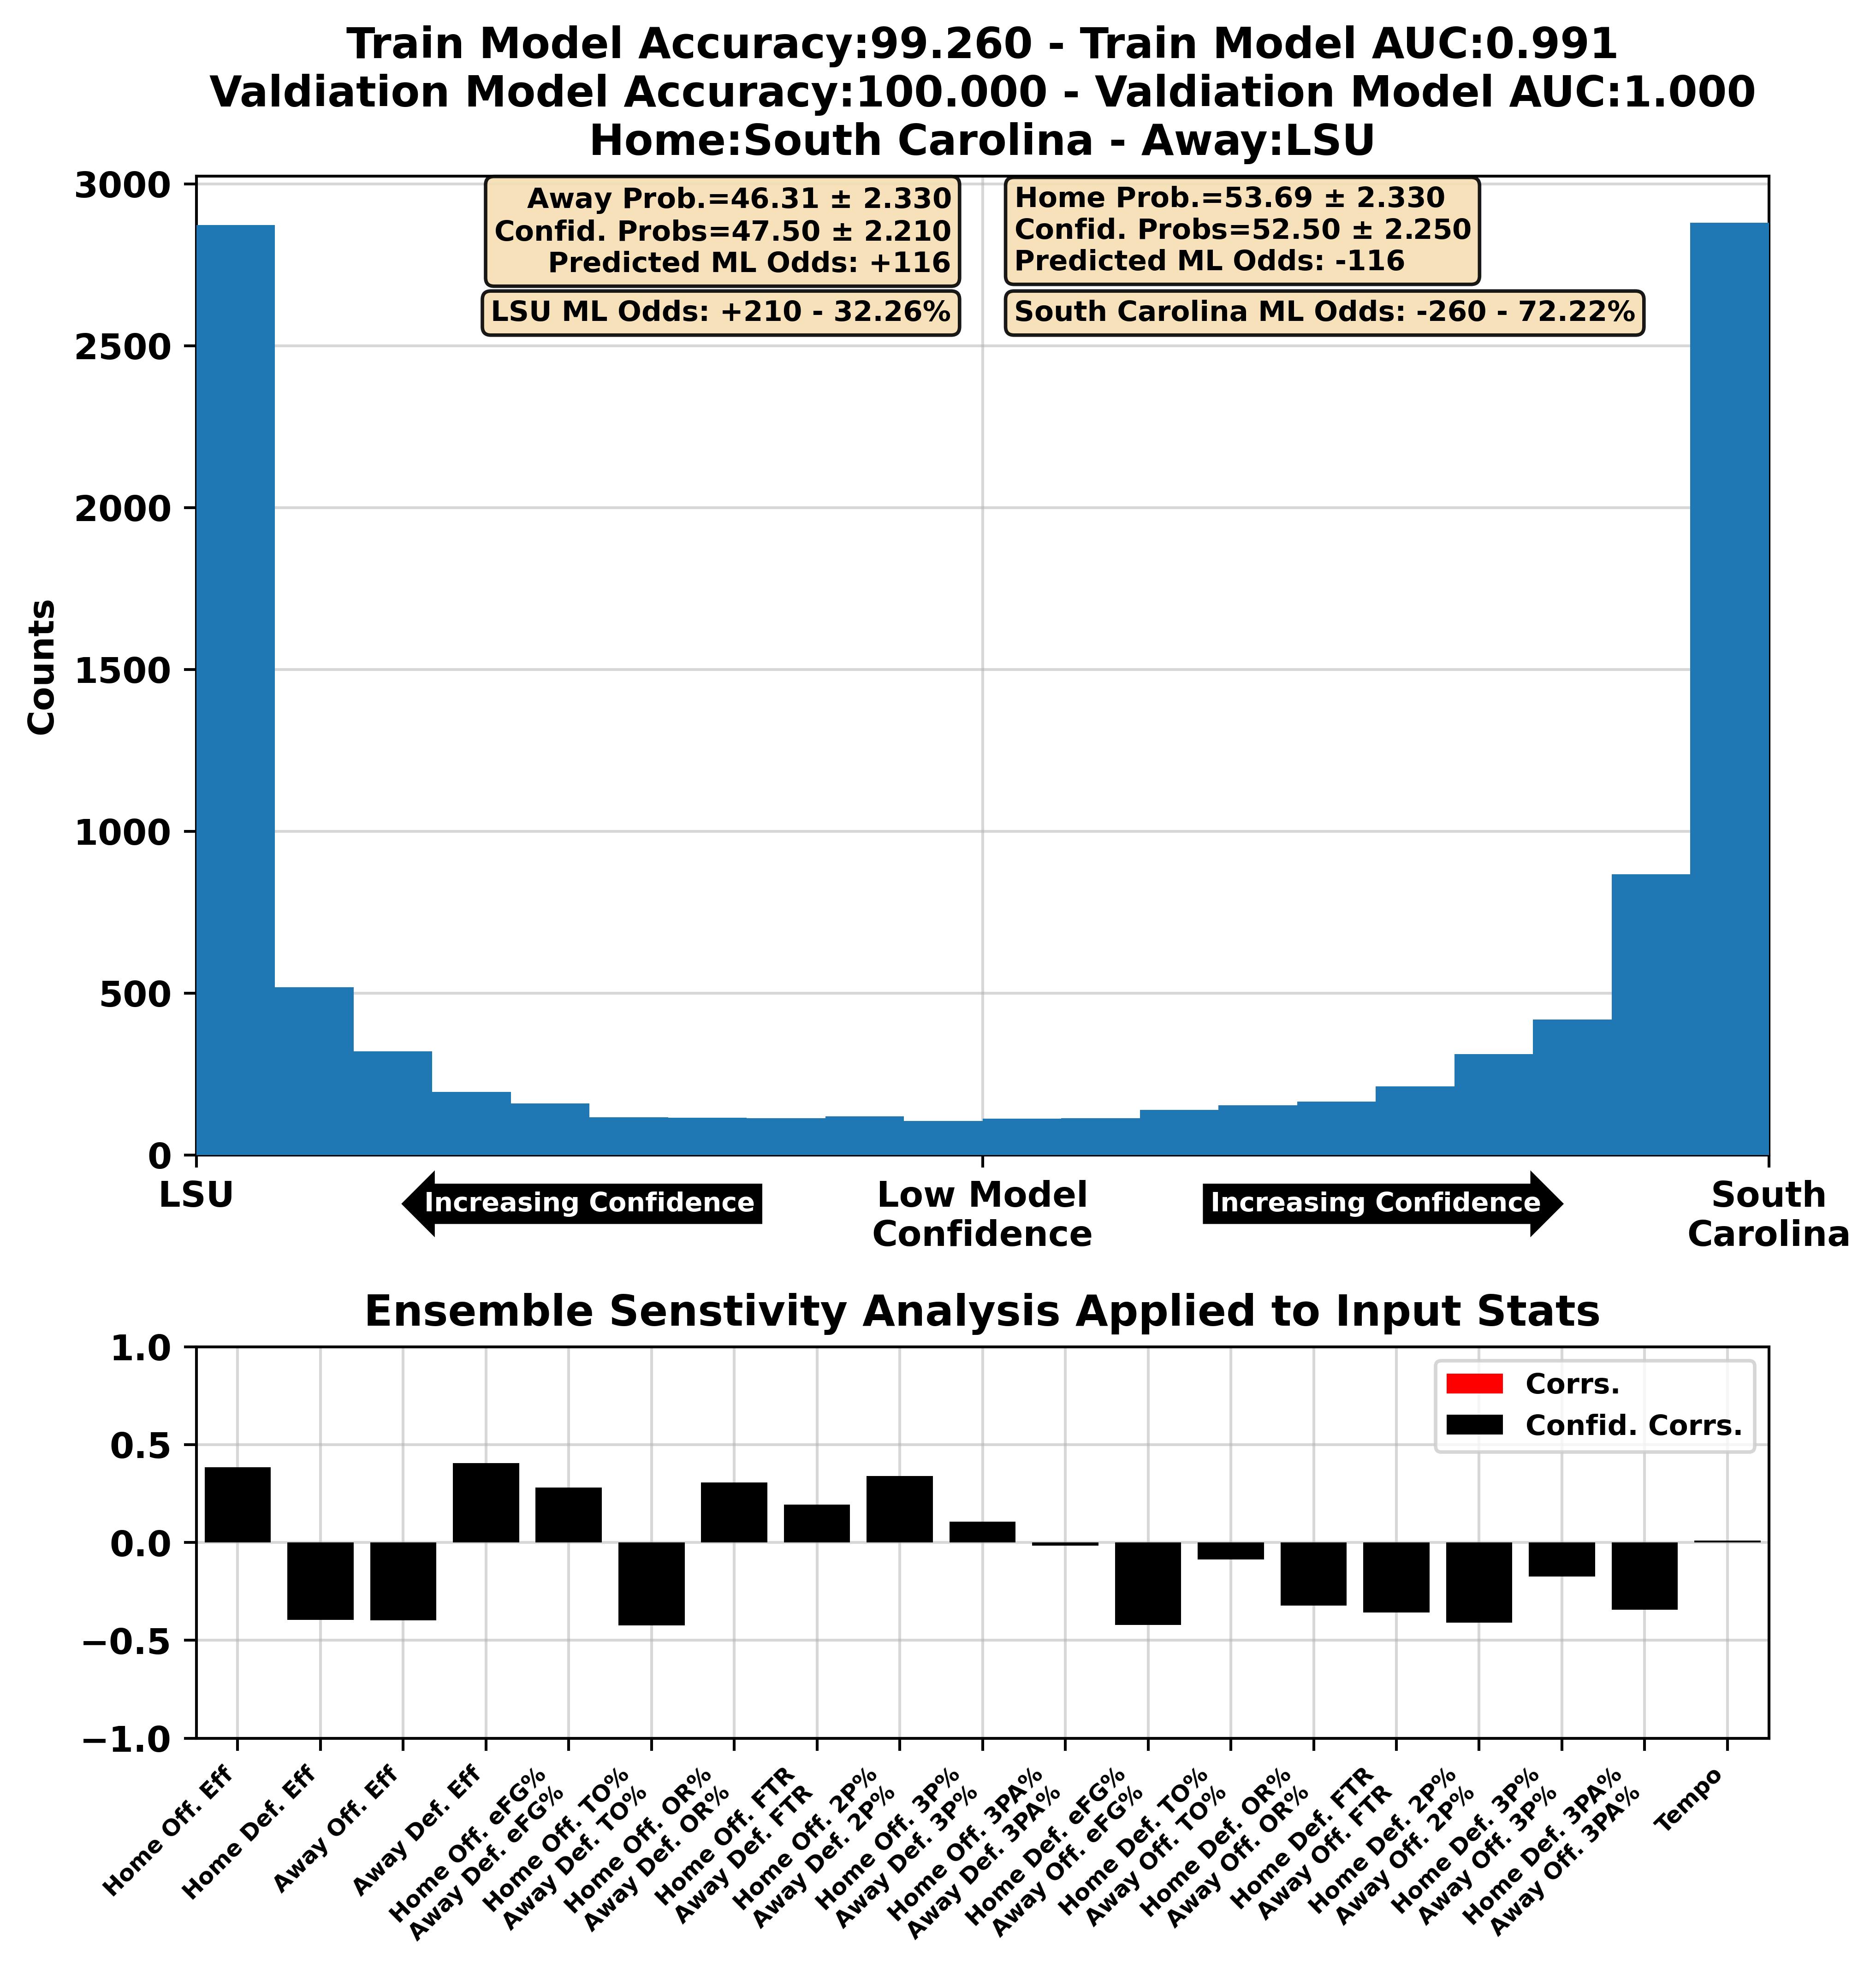 Train Model Accuracy:99.260 - Train Model AUC:0.991
Valdiation Model Accuracy:100.000 - Valdiation Model AUC:1.000
Home:South Carolina - Away:LSU
Away Prob.=46.31 ± 2.330
Confid. Probs=47.50 ± 2.210
Predicted ML Odds: +116
LSU ML Odds: +210 - 32.26%
Home Prob.=53.69 ± 2.330
Confid. Probs=52.50 ± 2.250
Predicted ML Odds: -116
South Carolina ML Odds: -260 - 72.22%
Counts
3000
2500
2000
1500
1000
500
0
LSU
Increasing Confidence
Low Model
Confidence
Increasing Confidence
South
Carolina
Ensemble Senstivity Analysis Applied to Input Stats
Corrs.
Confid. Corrs.
1.0
0.5
0.0
−0.5
−1.0
Home Off. Eff
Home Def. Eff
Away Off. Eff
Away Def. Eff
Home Off. eFG%
Away Def. eFG%
Home Off. TO%
Away Def. TO%
Home Off. OR%
Away Def. OR%
Home Off. FTR
Away Def. FTR
Home Off. 2P%
Away Def. 2P%
Home Off. 3P%
Away Def. 3P%
Home Off. 3PA%
Away Def. 3PA%
Home Def. eFG%
Away Off. eFG%
Home Def. TO%
Away Off. TO%
Home Def. OR%
Away Off. OR%
Home Def. FTR
Away Off. FTR
Home Def. 2P%
Away Off. 2P%
Home Def. 3P%
Away Off. 3P%
Home Def. 3PA%
Away Off. 3PA%
Tempo